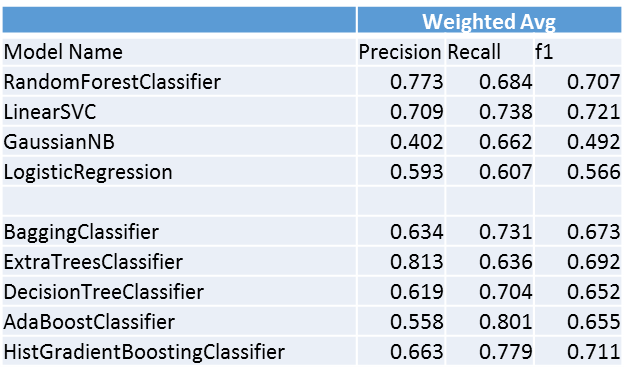 Weighted Avg
Model Name Precision Recall f1
RandomForestClassifier 0.773 0.684 0.707
LinearSVC 0.709 0.738 0.721
GaussianNB 0.402 0.662 0.492
LogisticRegression 0.593 0.607 0.566
BaggingClassifier 0.634 0.731 0.673
ExtraTreesClassifier 0.813 0.636 0.692
DecisionTreeClassifier 0.619 0.704 0.652
AdaBoostClassifier 0.558 0.801 0.655
HistGradientBoostingClassifier 0.663 0.779 0.711